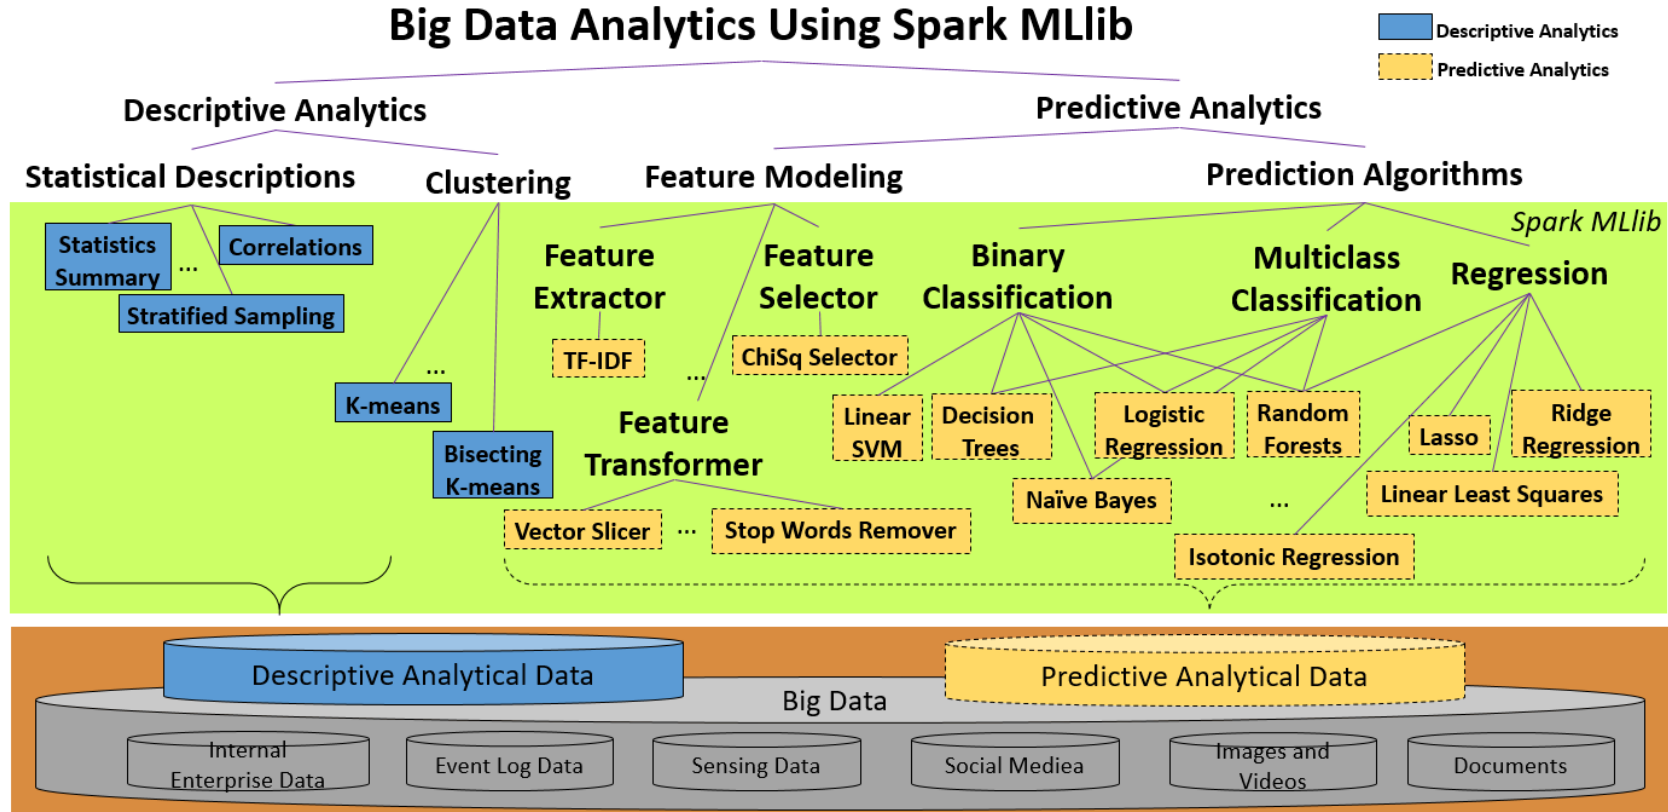 Big Data Analytics Using Spark MLlib
Descriptive Analytics
Predictive Analytics
Descriptive Analytics
Predictive Analytics
Statistical Descriptions
Clustering
Feature Modeling
Prediction Algorithms
Spark MLlib
Statistics
Summary
...
Correlations
Stratified Sampling
...
K-means
Bisecting
K-means
Feature
Extractor
TF-IDF
...
Feature
Selector
ChiSq Selector
Feature
Transformer
Vector Slicer
...
Stop Words Remover
Binary
Classification
Multiclass
Classification
Regression
Linear
SVM
Decision
Trees
Logistic
Regression
Random
Forests
Lasso
Ridge
Regression
Naïve Bayes
...
Linear Least Squares
Isotonic Regression
Descriptive Analytical Data
Predictive Analytical Data
Big Data
Internal
Enterprise Data
Event Log Data
Sensing Data
Social Mediea
Images and
Videos
Documents